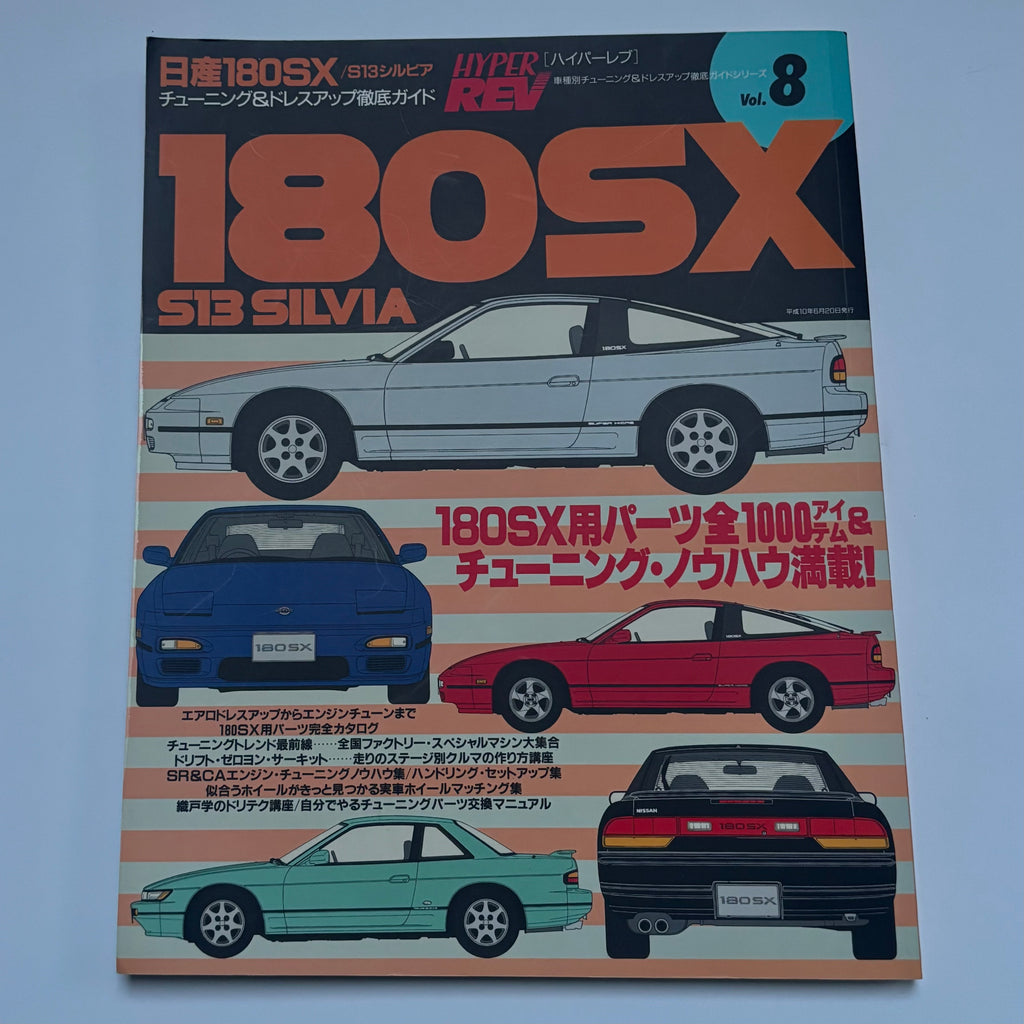 日産180SX/S13シルビア
チューニング&ドレスアップ徹底ガイド
HYPER REV
[ハイパーレブ]
車種別チューニング&ドレスアップ徹底ガイドシリーズ
Vol. 8
180SX
S13 SILVIA
平成10年6月20日発行
180SX
SUPER HICAS
180SX用パーツ全1000アイテム&
チューニング・ノウハウ満載!
180SX
エアロドレスアップからエンジンチューンまで
180SX用パーツ完全カタログ
チューニングトレンド最前線……全国ファクトリー・スペシャルマシン大集合
ドリフト・ゼロヨン・サーキット……走りのステージ別クルマの作り方講座
SR&CAエンジン・チューニングノウハウ集/ハンドリング・セットアップ集
似合うホイールがきっと見つかる実車ホイールマッチング集
織戸学のドリテク講座/自分でやるチューニングパーツ交換マニュアル
NISSAN
180SX
180SX